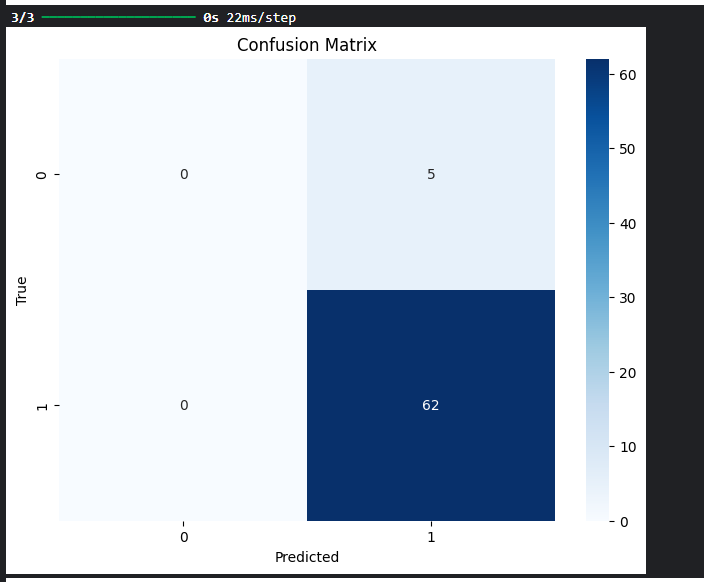 3/3 ━━━━━━━━━━━━━━━━━━━━ 0s 22ms/step
Confusion Matrix
60
50
0 0 5
40
True
30
20
1 0 62
10
0
0 1
Predicted